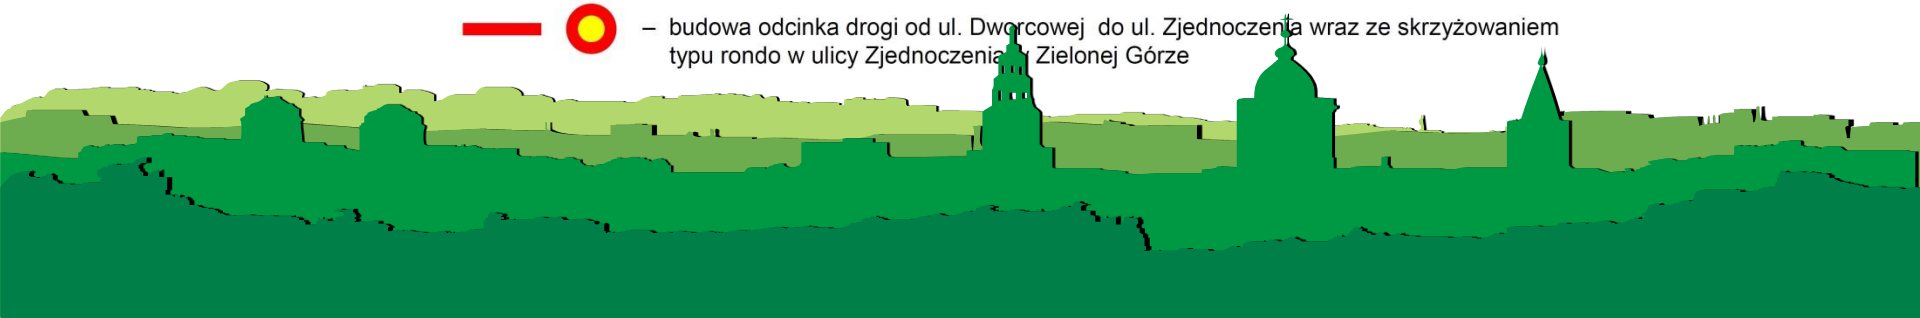 – budowa odcinka drogi od ul. Dworcowej do ul. Zjednoczenia wraz ze skrzyżowaniem
typu rondo w ulicy Zjednoczenia Zielonej Górze